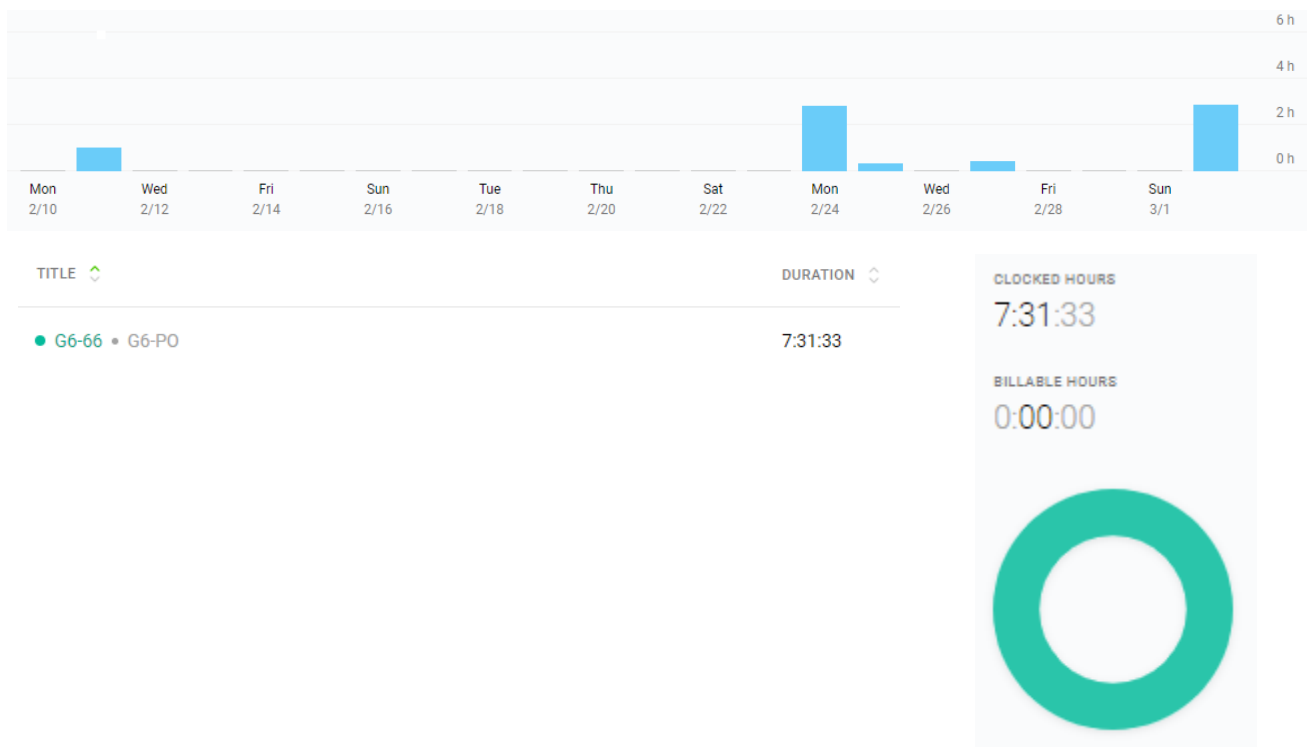 6 h
4 h
2 h
0 h
Mon Wed Fri Sun Tue Thu Sat Mon Wed Fri Sun
2/10 2/12 2/14 2/16 2/18 2/20 2/22 2/24 2/26 2/28 3/1
TITLE DURATION
G6-66 • G6-PO 7:31:33
CLOCKED HOURS
7:31:33
BILLABLE HOURS
0:00:00